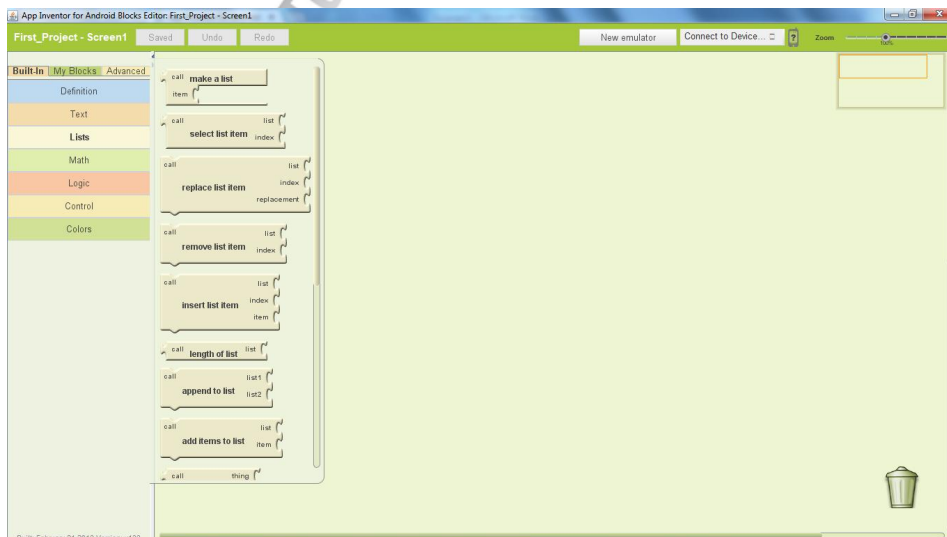 App Inventor for Android Blocks Editor: First_Project - Screen1
First_Project - Screen1 Saved Undo Redo New emulator Connect to Device... Zoom 100%
Built-In My Blocks Advanced
Definition
Text
Lists
Math
Logic
Control
Colors
call make a list
item
call list
select list item index
call list
replace list item index
replacement
call list
remove list item index
call list
insert list item index
item
call length of list list
call list1
append to list list2
call list
add items to list item
call thing